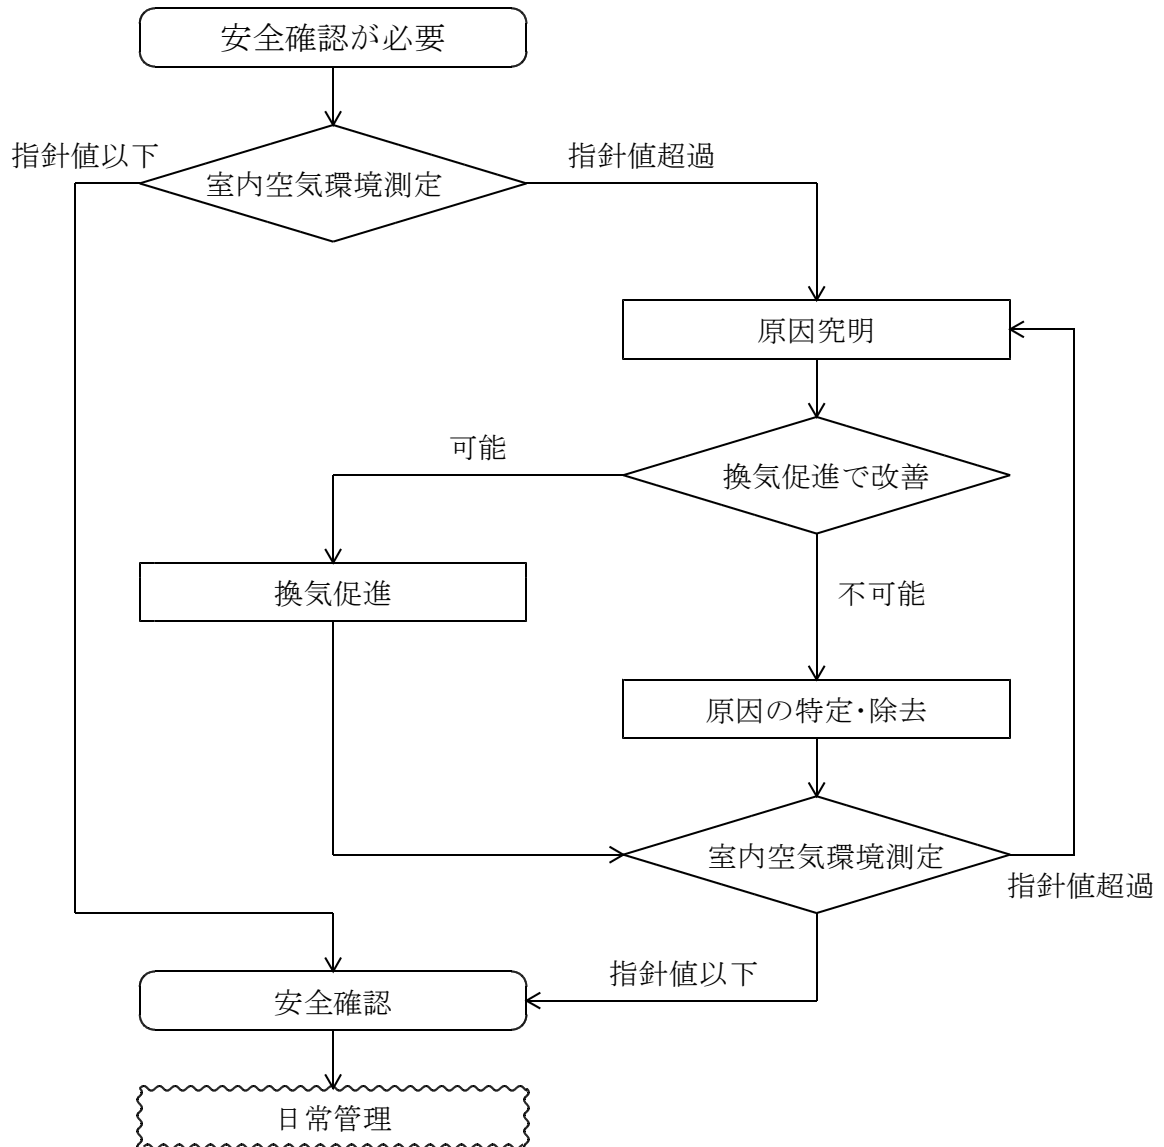 安全確認が必要
指針値以下
指針値超過
室内空気環境測定
原因究明
可能
換気促進で改善
換気促進
不可能
原因の特定・除去
室内空気環境測定
指針値超過
指針値以下
安全確認
日常管理